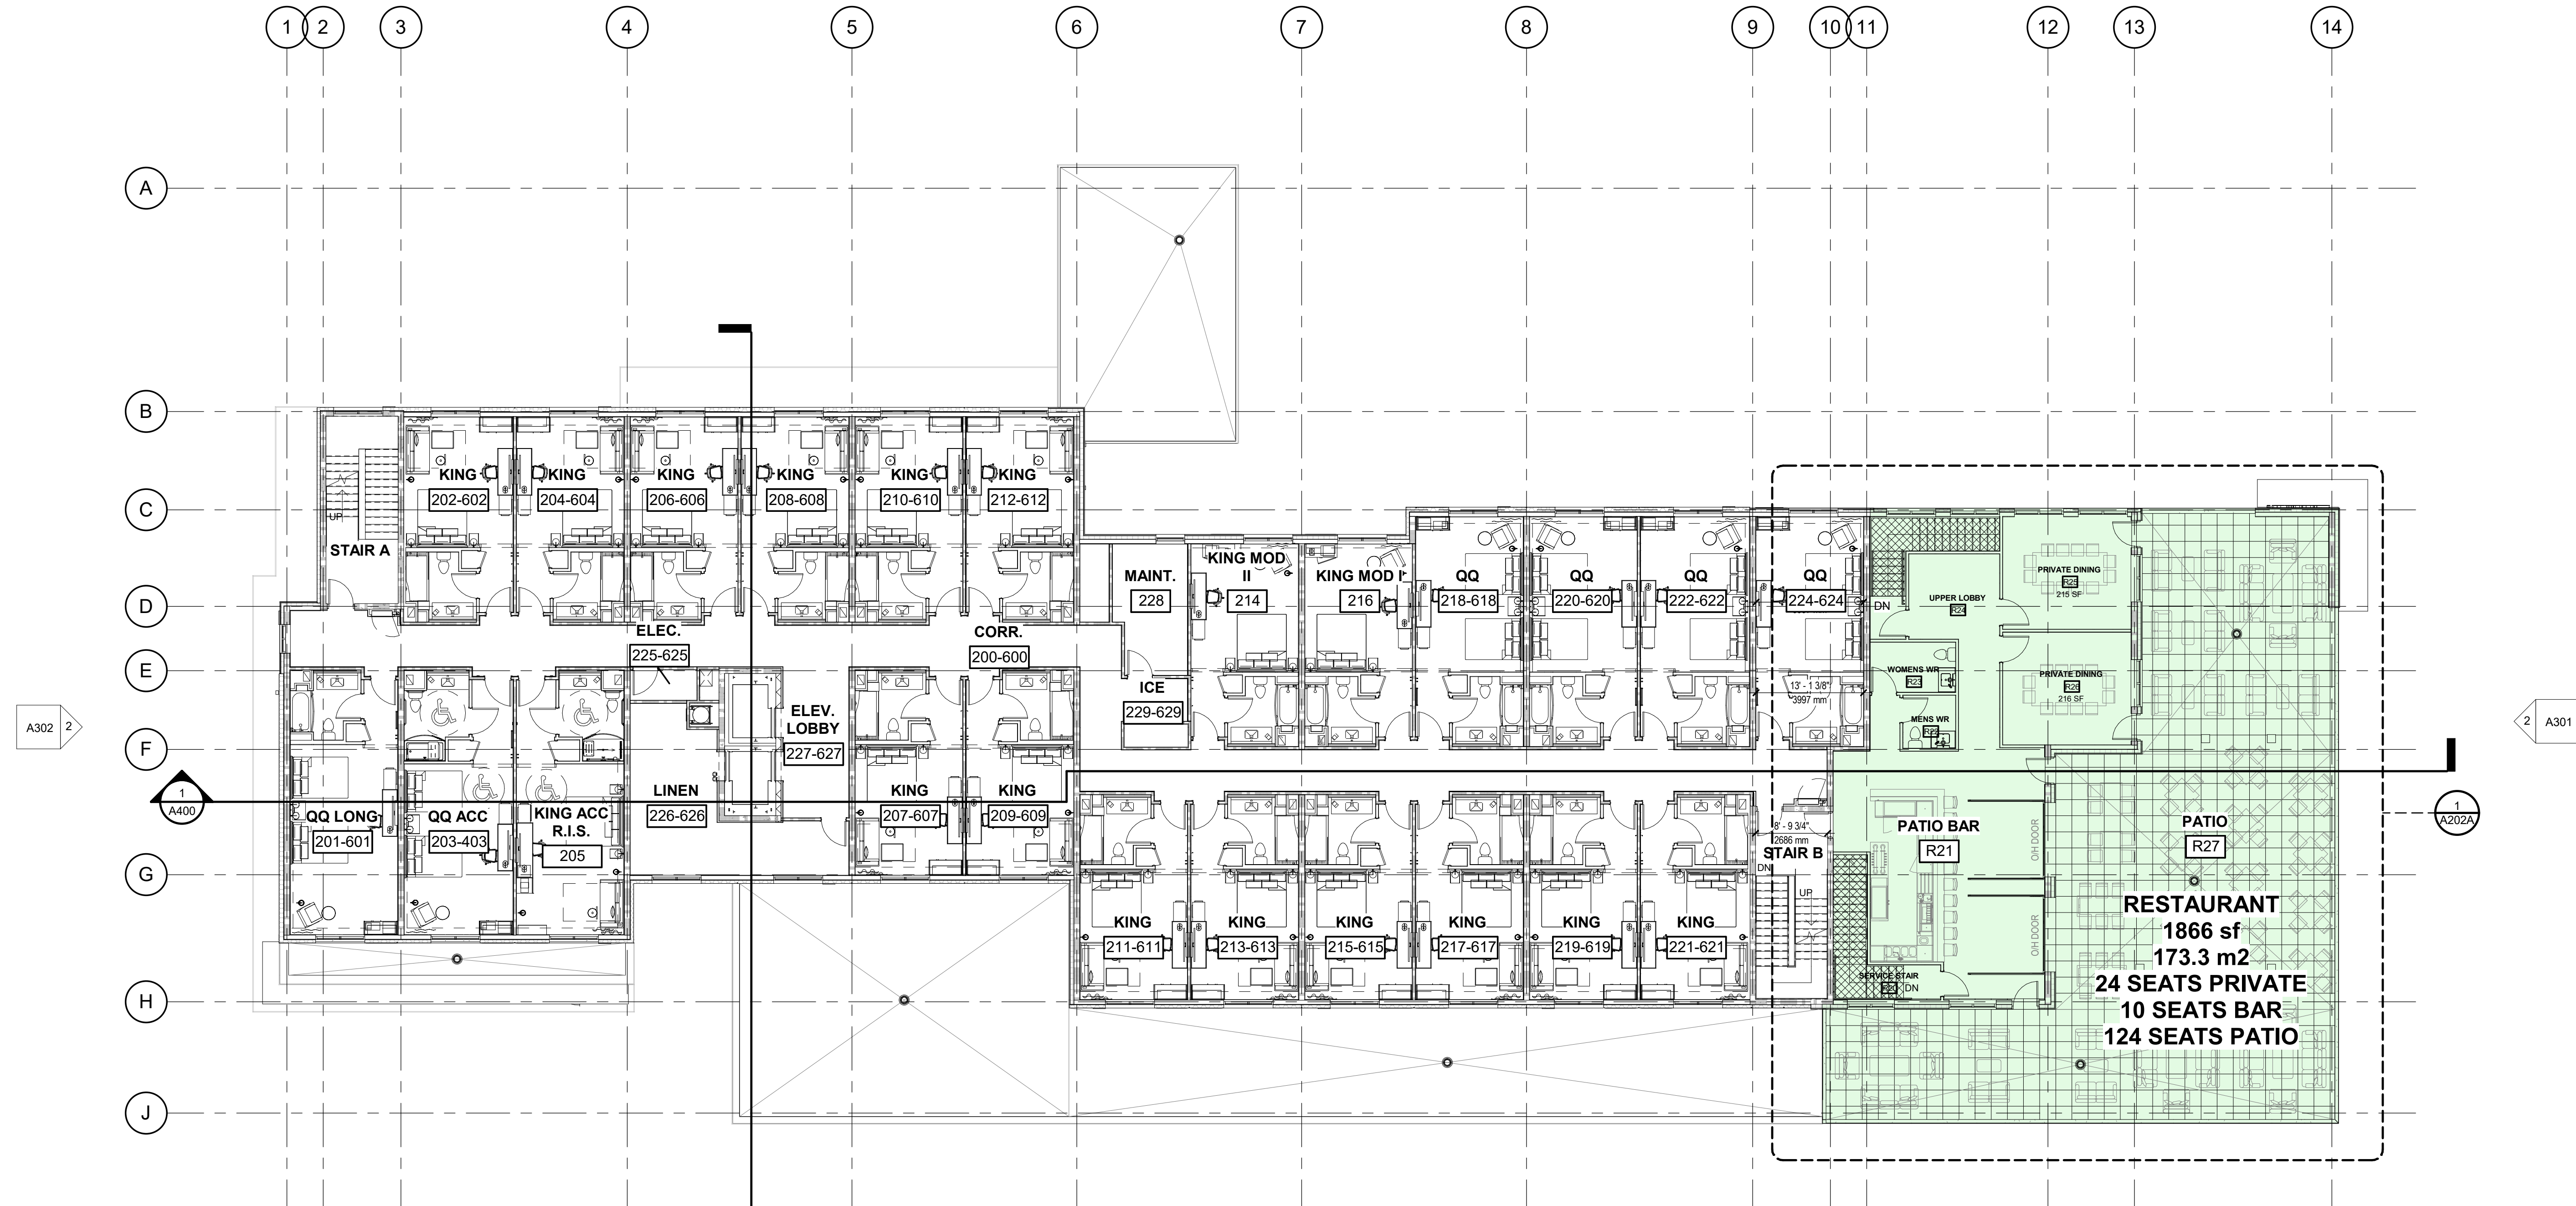 1 2 3 4 5 6 7 8 9 10 11 12 13 14
A
B
C
D
E
F
G
H
J
KING
202-602
KING
204-604
KING
206-606
KING
208-608
KING
210-610
KING
212-612
UP
STAIR A
MAINT.
228
KING MOD
II
214
KING MOD I
216
QQ
218-618
QQ
220-620
QQ
222-622
QQ
224-624
DN
UPPER LOBBY
R24
PRIVATE DINING
R25
215 SF
ELEC.
225-625
CORR.
200-600
ICE
229-629
13' - 1 3/8"
3997 mm
WOMENS WR
R23
PRIVATE DINING
R26
216 SF
MENS WR
ELEV.
LOBBY
227-627
A302 2
2 A301
1
A400
1
A202A
QQ LONG
201-601
QQ ACC
203-403
KING ACC
R.I.S.
205
LINEN
226-626
KING
207-607
KING
209-609
8' - 9 3/4"
2686 mm
STAIR B
DN
UP
PATIO BAR
R21
O/H DOOR
O/H DOOR
PATIO
R27
KING
211-611
KING
213-613
KING
215-615
KING
217-617
KING
219-619
KING
221-621
SERVICE STAIR
DN
RESTAURANT
1866 sf
173.3 m2
24 SEATS PRIVATE
10 SEATS BAR
124 SEATS PATIO